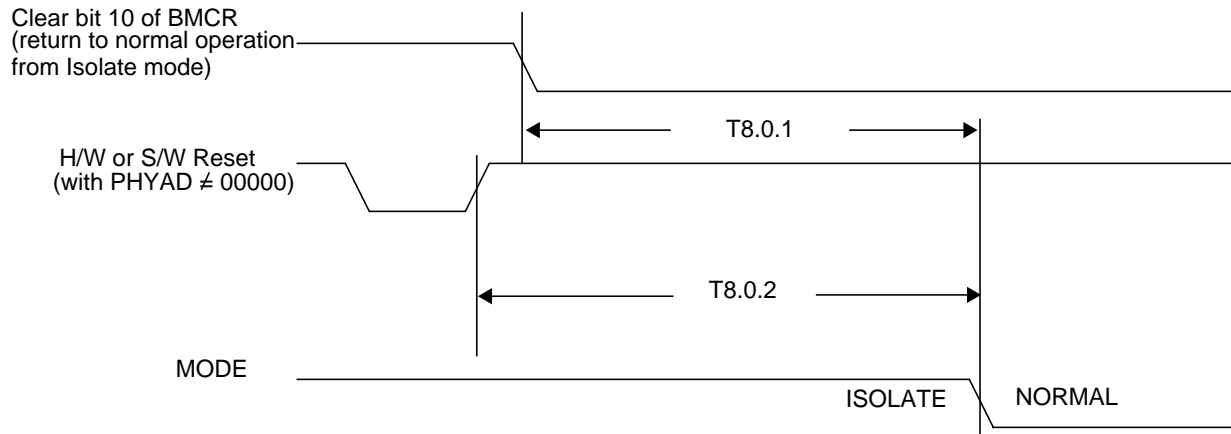 Clear bit 10 of BMCR
(return to normal operation
from Isolate mode)
T8.0.1
H/W or S/W Reset
(with PHYAD ≠ 00000)
T8.0.2
MODE
ISOLATE
NORMAL